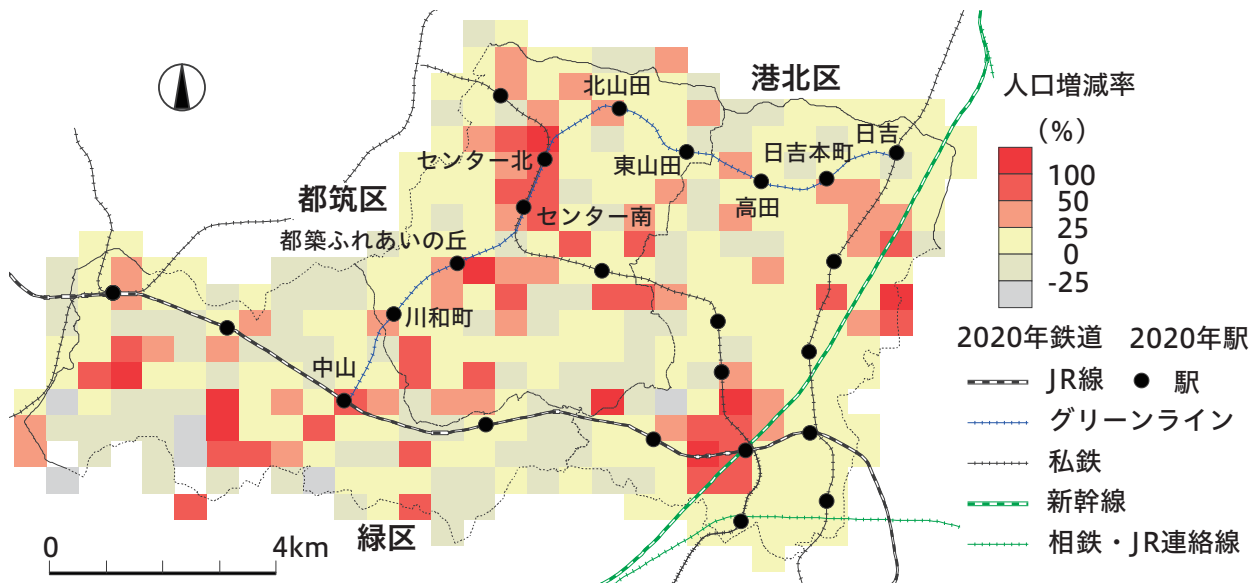 港北区
北山田
日吉
日吉本町
センター北
東山田
高田
都筑区
センター南
都築ふれあいの丘
川和町
中山
緑区
0 4km
人口増減率
(%)
100
50
25
0
-25
2020年鉄道 2020年駅
JR線 駅
グリーンライン
私鉄
新幹線
相鉄・JR連絡線